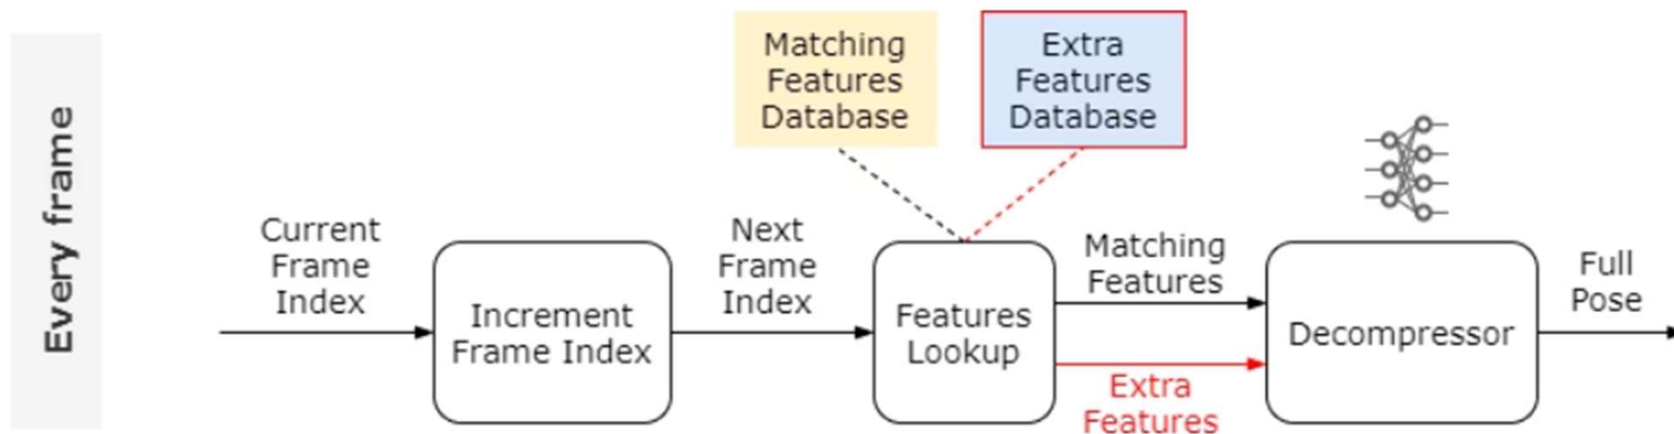 Every frame
Matching
Features
Database
Extra
Features
Database
Current
Frame
Index
Increment
Frame Index
Next
Frame
Index
Features
Lookup
Matching
Features
Extra
Features
Decompressor
Full
Pose